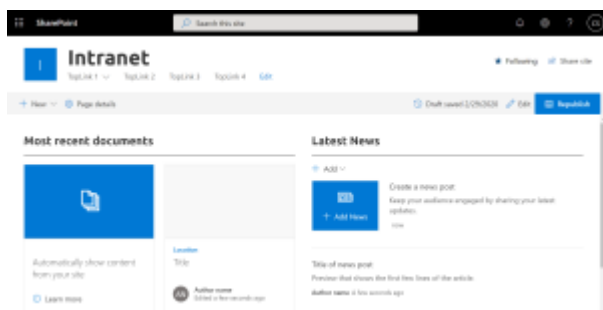 SharePoint
Search this site
I
Intranet
TopLink 1 TopLink 2 TopLink 3 TopLink 4 Edit
Following Share site
+ New Page details
Draft saved 2/29/2020 Edit Republish
Most recent documents
Latest News
+ Add
+ Add News
Create a news post
Keep your audience engaged by sharing your latest
updates.
now
Automatically show content
from your site
Learn more
Location
Title
AN
Author name
Edited a few seconds ago
Title of news post
Preview that shows the first few lines of the article
Author name a few seconds ago